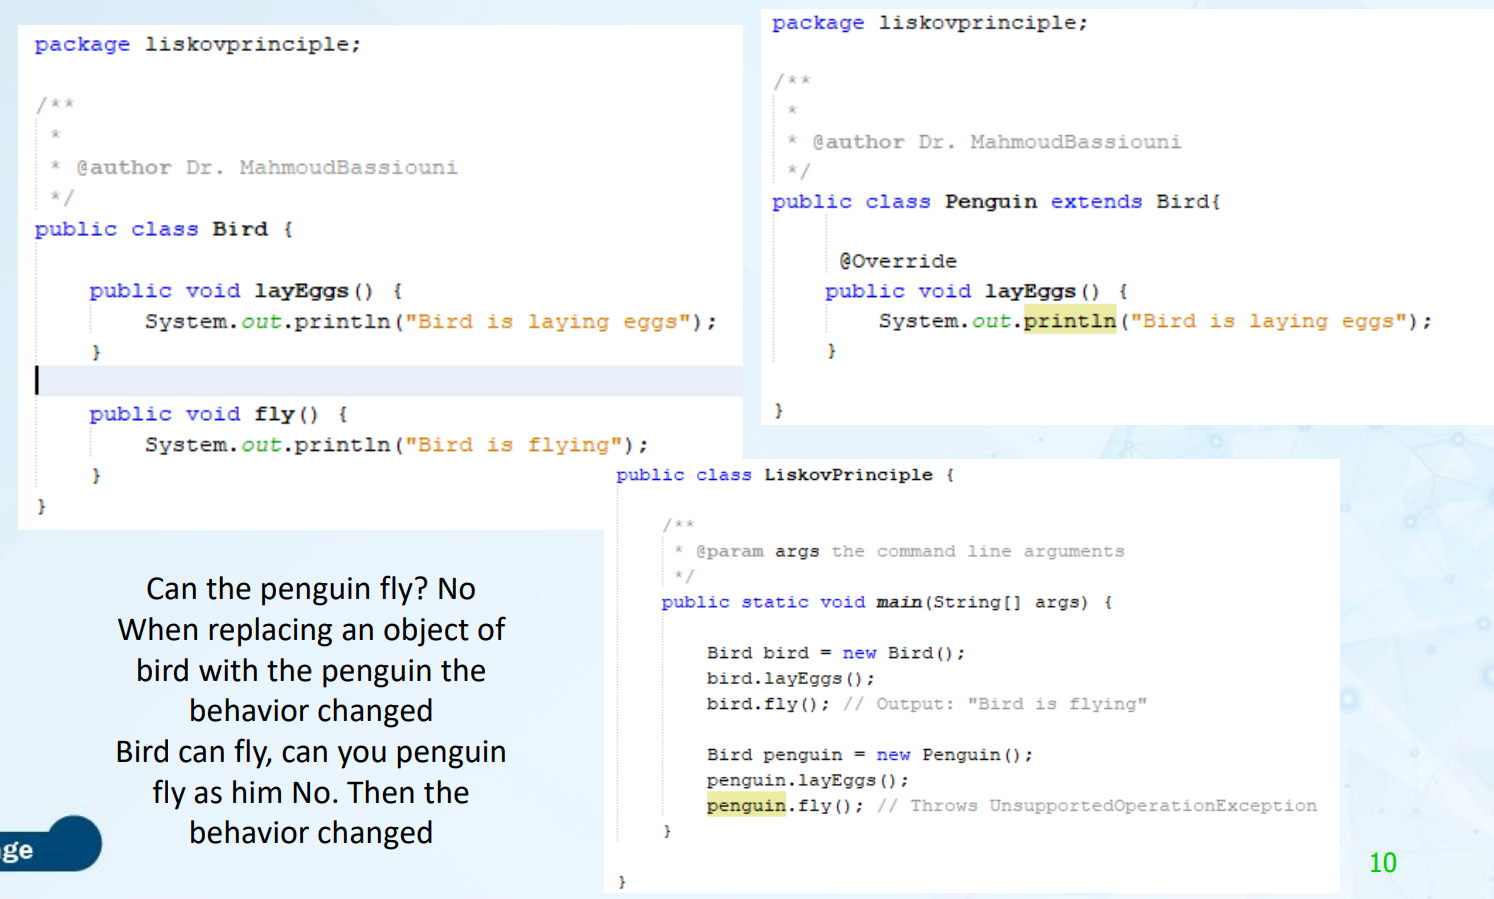 package liskovprinciple;
/**
*
* @author Dr. MahmoudBassiouni
*/
public class Bird {
public void layEggs() {
System.out.println("Bird is laying eggs");
}
public void fly() {
System.out.println("Bird is flying");
}
}
package liskovprinciple;
/**
*
* @author Dr. MahmoudBassiouni
*/
public class Penguin extends Bird{
@Override
public void layEggs() {
System.out.println("Bird is laying eggs");
}
}
public class LiskovPrinciple {
/**
* @param args the command line arguments
*/
public static void main(String[] args) {
Bird bird = new Bird();
bird.layEggs();
bird.fly(); // Output: "Bird is flying"
Bird penguin = new Penguin();
penguin.layEggs();
penguin.fly(); // Throws UnsupportedOperationException
}
}
Can the penguin fly? No
When replacing an object of
bird with the penguin the
behavior changed
Bird can fly, can you penguin
fly as him No. Then the
behavior changed
10